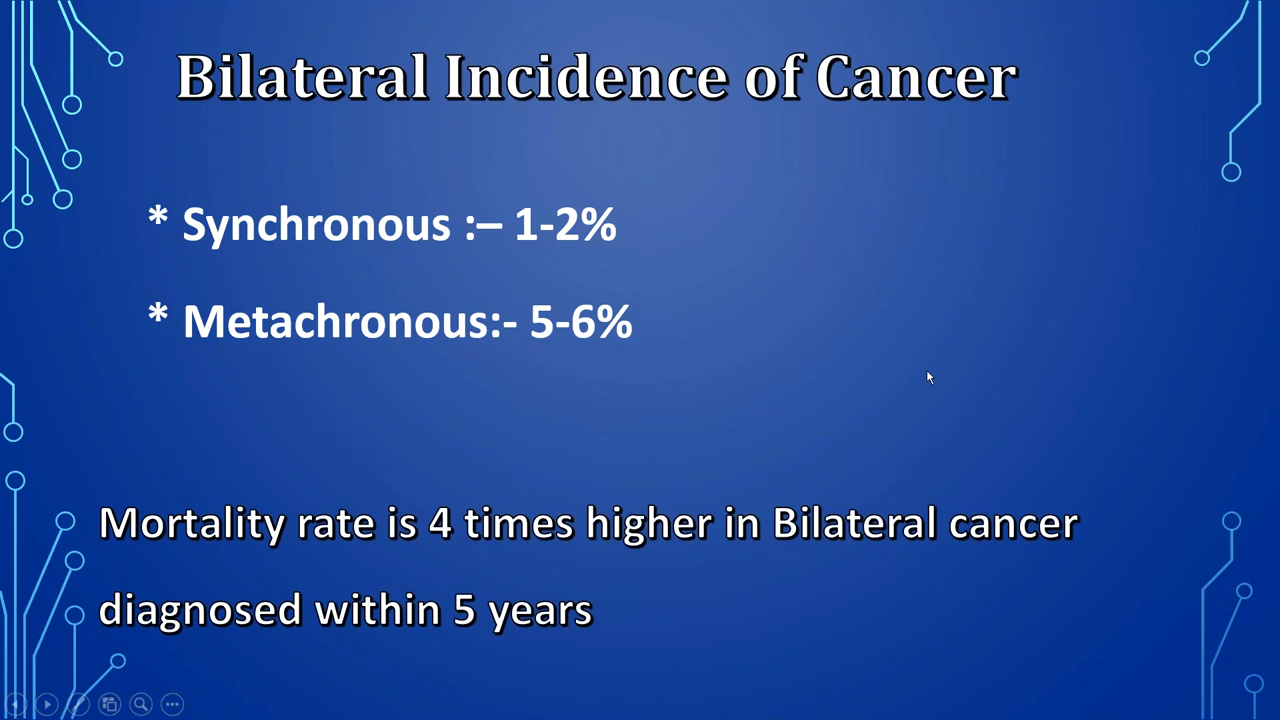 Bilateral Incidence of Cancer
* Synchronous :– 1-2%
* Metachronous:- 5-6%
Mortality rate is 4 times higher in Bilateral cancer
diagnosed within 5 years